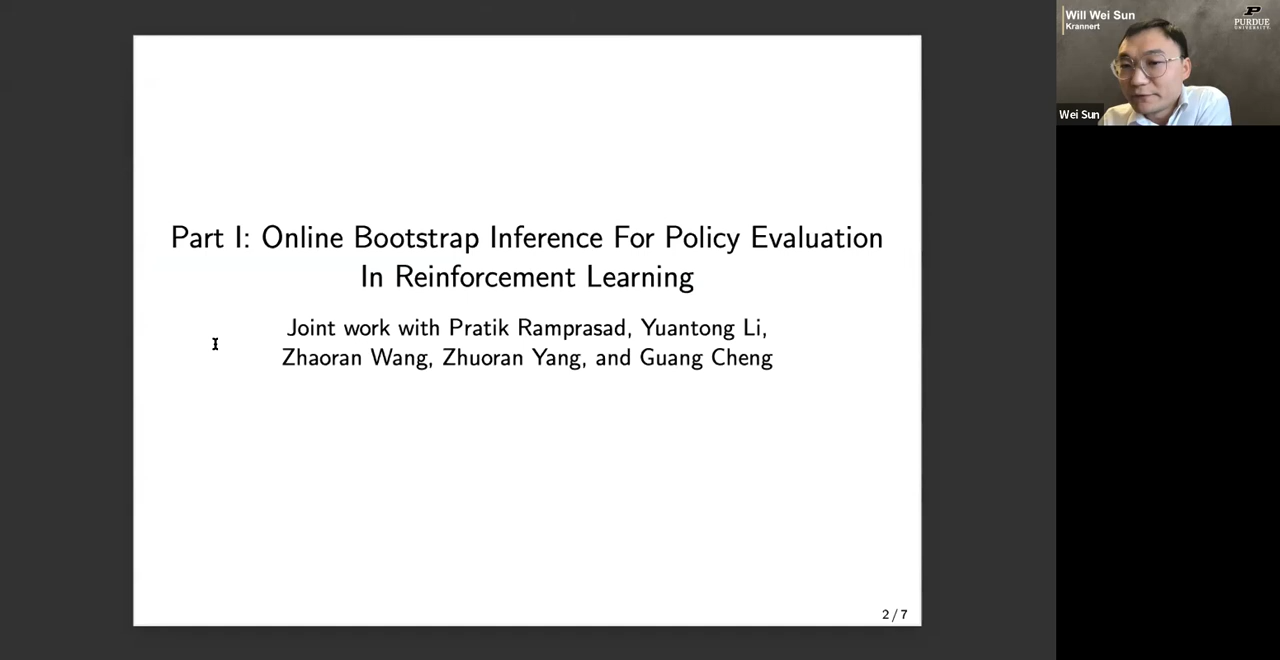 Part I: Online Bootstrap Inference For Policy Evaluation
In Reinforcement Learning
Joint work with Pratik Ramprasad, Yuantong Li,
Zhaoran Wang, Zhuoran Yang, and Guang Cheng
2 / 7
Will Wei Sun
Krannert
P
PURDUE
UNIVERSITY
Wei Sun